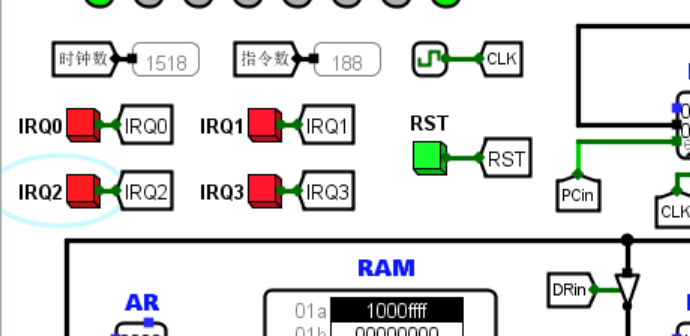 时钟数 1518 指令数 188 CLK
IRQ0 IRQ0 IRQ1 IRQ1 RST
RST
IRQ2 IRQ2 IRQ3 IRQ3
PCin
CLK
RAM
DRin
AR
01a 1000ffff
01b 00000000